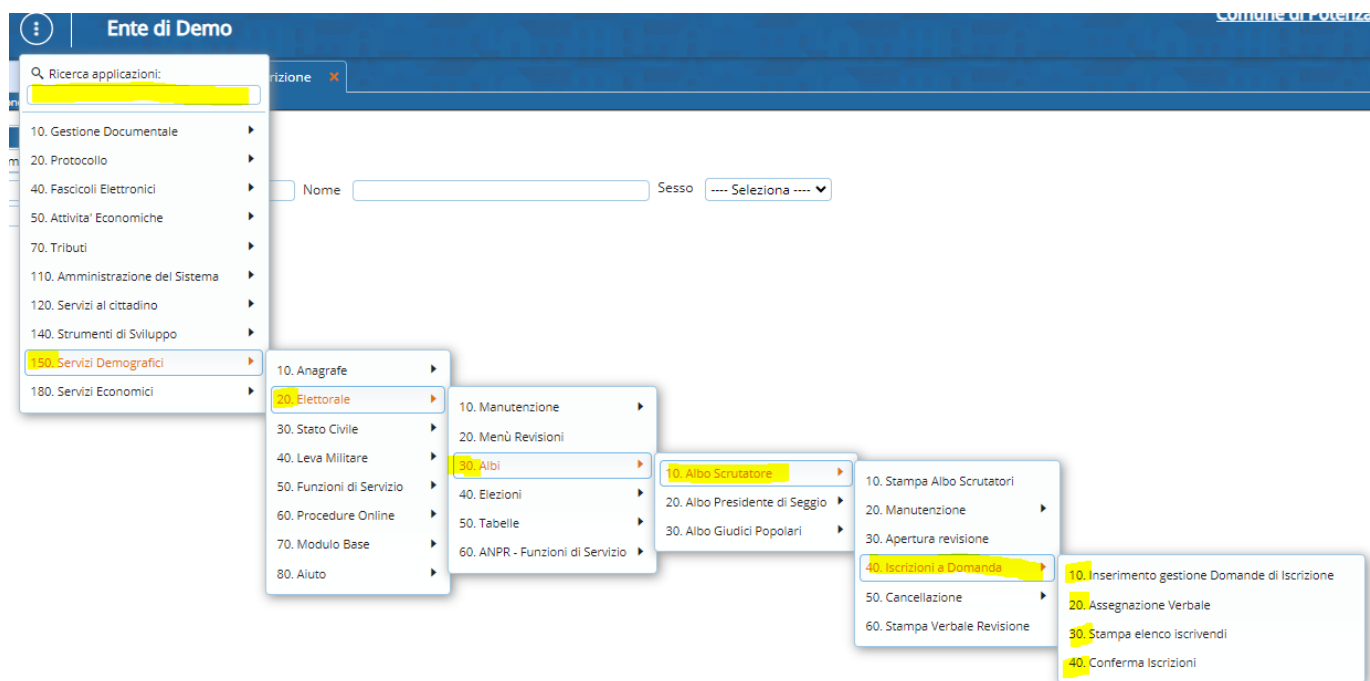 Ente di Demo
Comune di Potenza
Ricerca applicazioni:
rizione ×
10. Gestione Documentale
20. Protocollo
40. Fascicoli Elettronici
50. Attivita' Economiche
70. Tributi
110. Amministrazione del Sistema
120. Servizi al cittadino
140. Strumenti di Sviluppo
150. Servizi Demografici
180. Servizi Economici
Nome
Sesso
---- Seleziona ----
10. Anagrafe
20. Elettorale
30. Stato Civile
40. Leva Militare
50. Funzioni di Servizio
60. Procedure Online
70. Modulo Base
80. Aiuto
10. Manutenzione
20. Menù Revisioni
30. Albi
40. Elezioni
50. Tabelle
60. ANPR - Funzioni di Servizio
10. Albo Scrutatore
20. Albo Presidente di Seggio
30. Albo Giudici Popolari
10. Stampa Albo Scrutatori
20. Manutenzione
30. Apertura revisione
40. Iscrizioni a Domanda
50. Cancellazione
60. Stampa Verbale Revisione
10. Inserimento gestione Domande di Iscrizione
20. Assegnazione Verbale
30. Stampa elenco iscrivendi
40. Conferma Iscrizioni